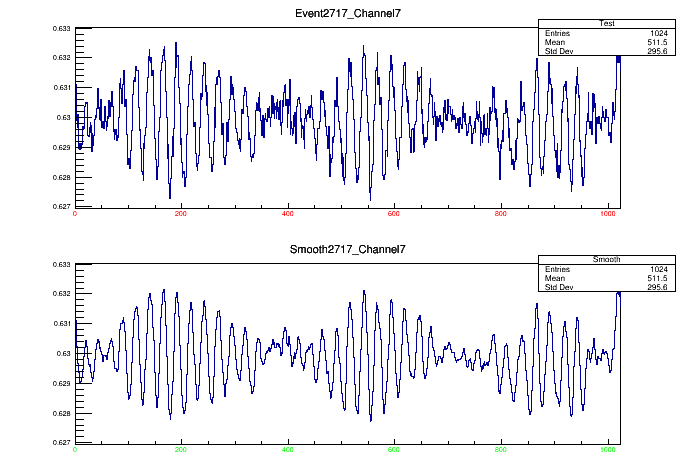 Event2717_Channel7
Test
Entries 1024
Mean 511.5
Std Dev 295.6
0.633
0.632
0.631
0.63
0.629
0.628
0.627
0 200 400 600 800 1000
Smooth2717_Channel7
Smooth
Entries 1024
Mean 511.5
Std Dev 295.6
0.633
0.632
0.631
0.63
0.629
0.628
0.627
0 200 400 600 800 1000